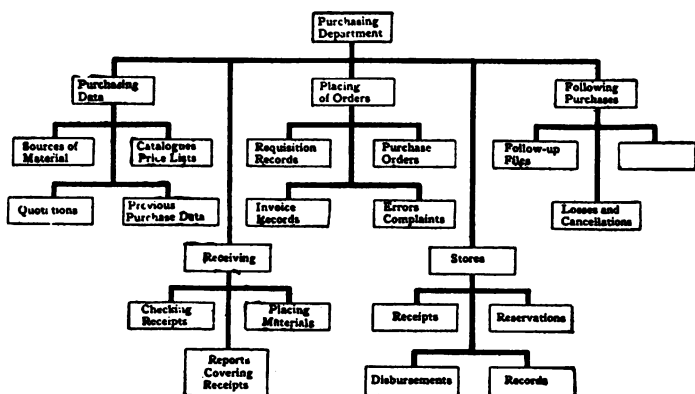 Purchasing
Department
Purchasing
Data
Placing
of Orders
Following
Purchases
Sources of
Material
Catalogues
Price Lists
Requisition
Records
Purchase
Orders
Follow-up
Files
Quotations
Previous
Purchase Data
Invoice
Records
Errors
Complaints
Losses and
Cancellations
Receiving
Stores
Checking
Receipts
Placing
Materials
Receipts
Reservations
Reports
Covering
Receipts
Disbursements
Records